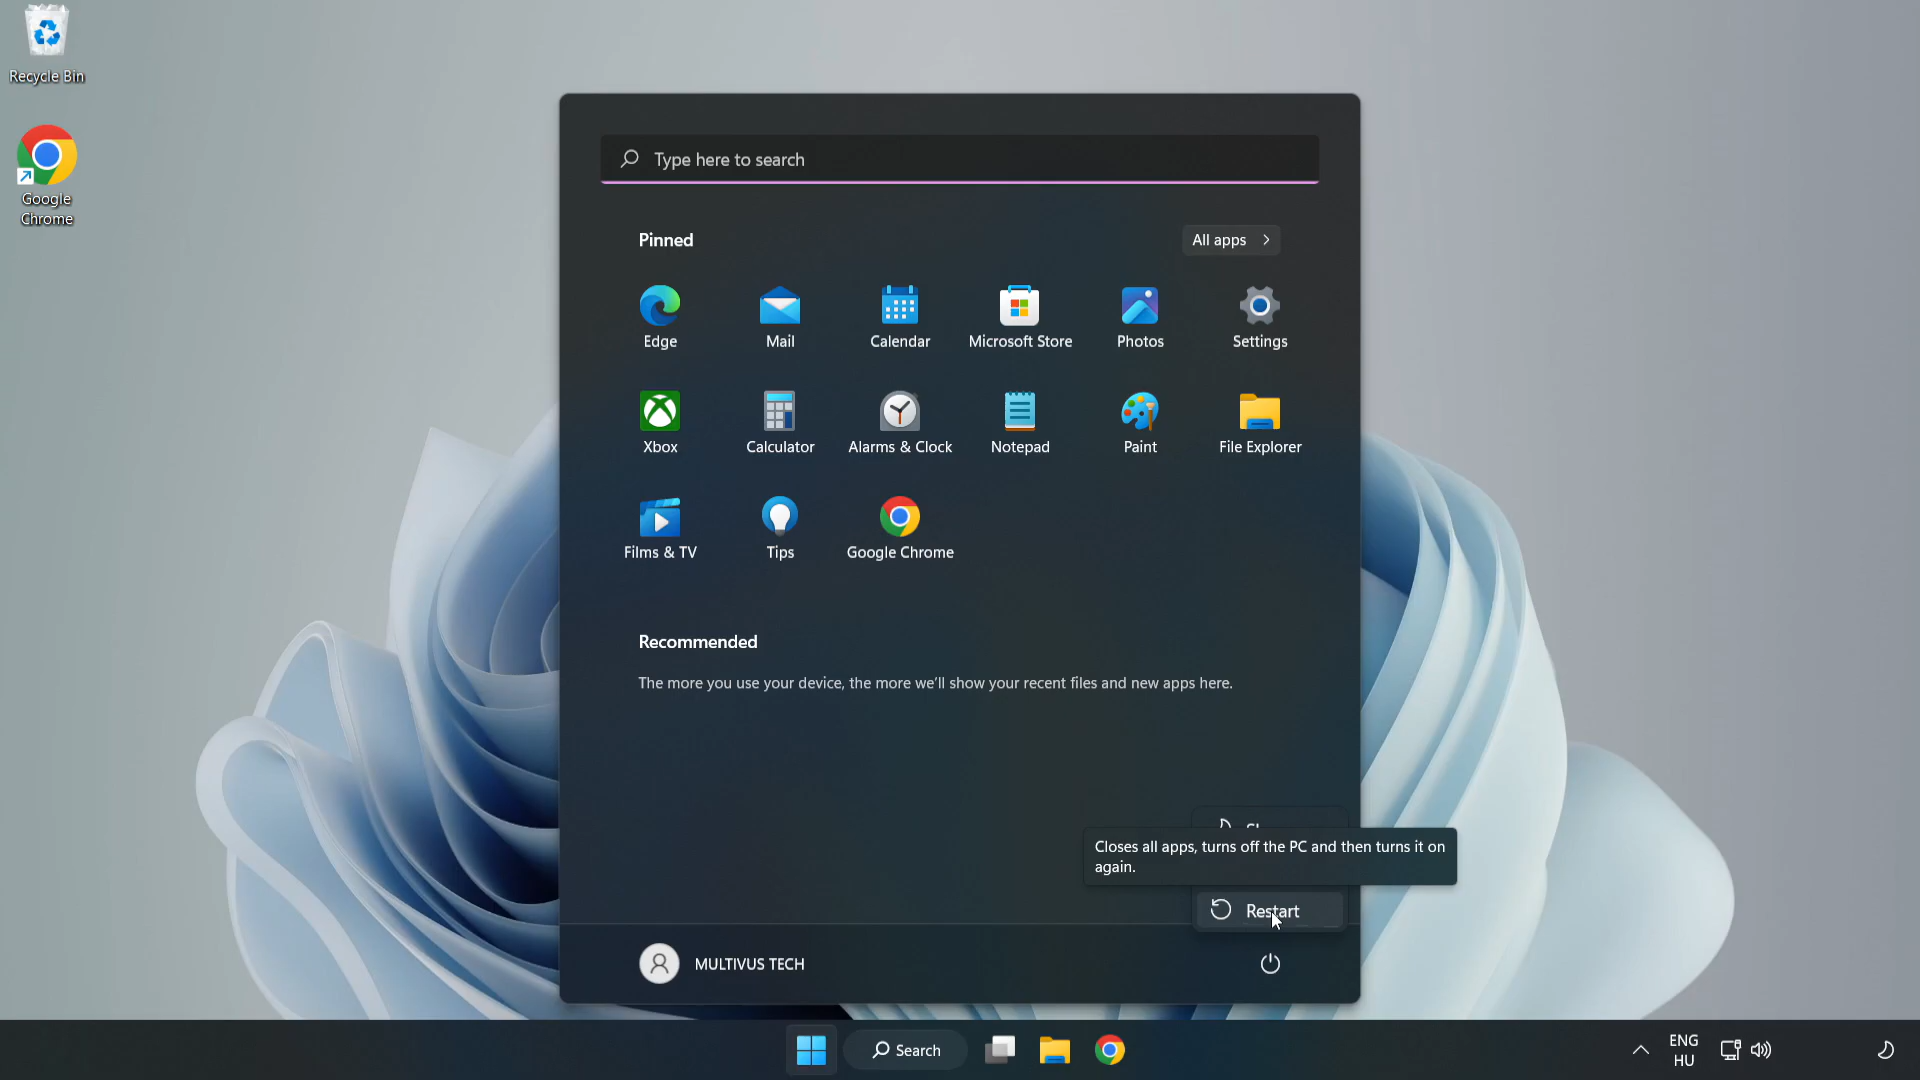 Recycle Bin
Google
Chrome
Type here to search
Pinned
All apps
Edge
Mail
Calendar
Microsoft Store
Photos
Settings
Xbox
Calculator
Alarms & Clock
Notepad
Paint
File Explorer
Films & TV
Tips
Google Chrome
Recommended
The more you use your device, the more we'll show your recent files and new apps here.
Closes all apps, turns off the PC and then turns it on
again.
Restart
MULTIVUS TECH
Search
ENG
HU